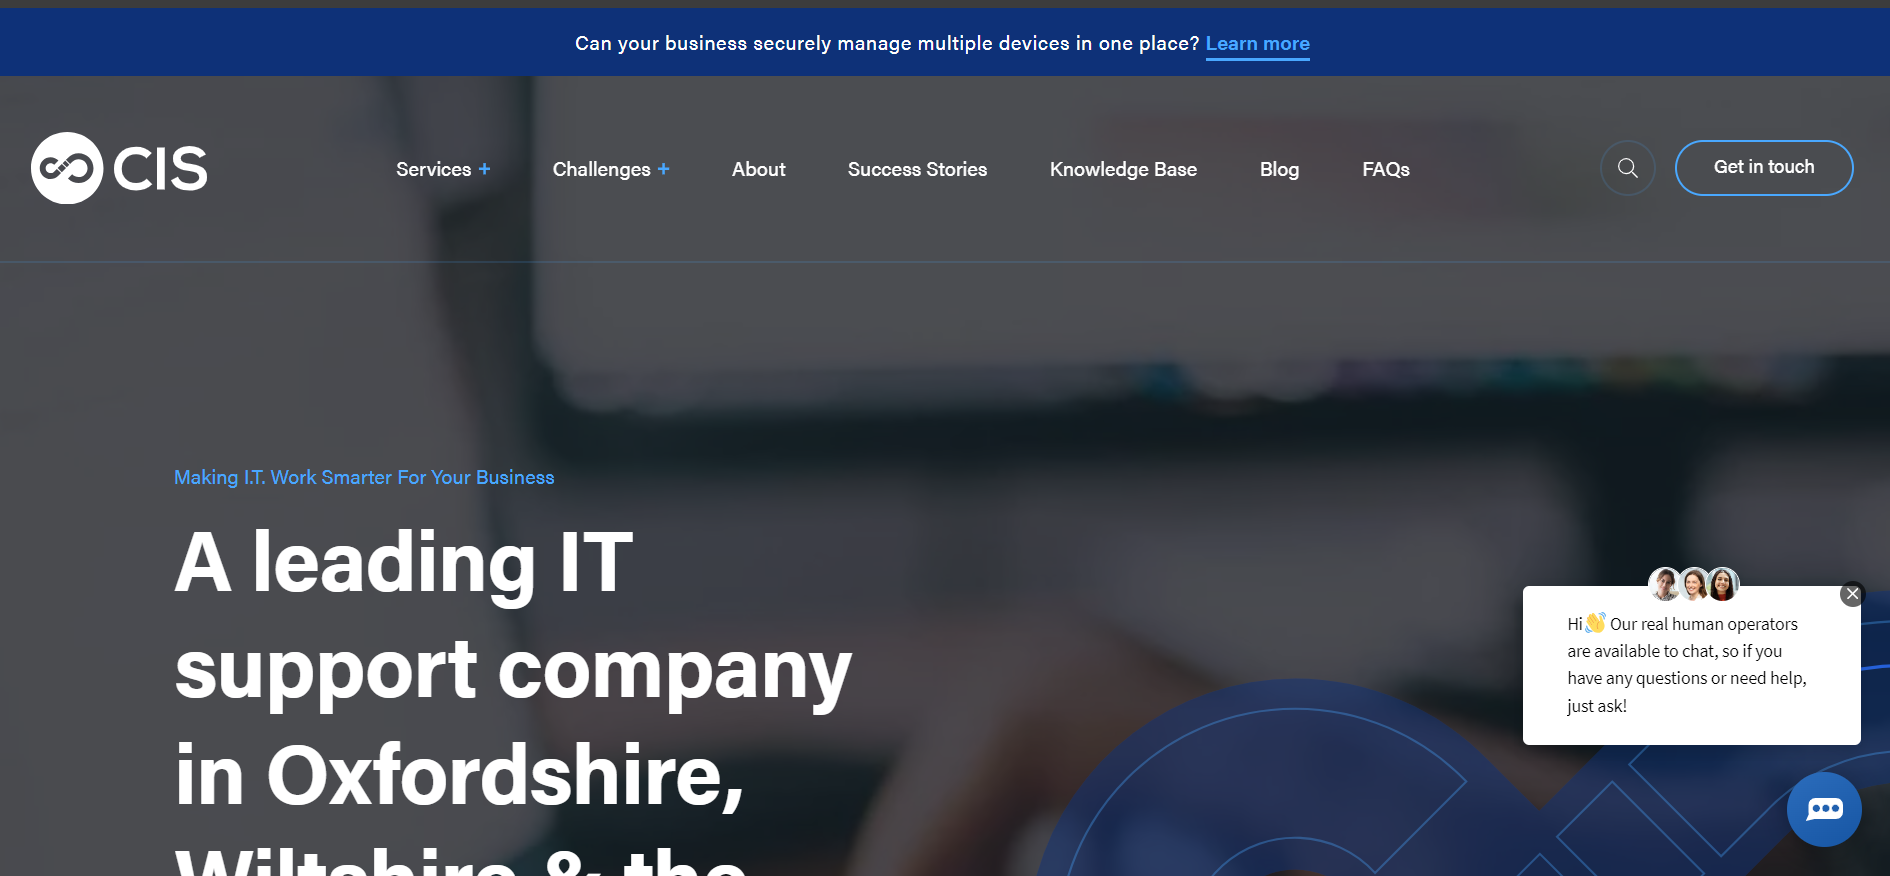 Can your business securely manage multiple devices in one place? Learn more
CIS
Services +
Challenges +
About
Success Stories
Knowledge Base
Blog
FAQs
Get in touch
Making I.T. Work Smarter For Your Business
A leading IT
support company
in Oxfordshire,
Wiltshire & the
Hi👋 Our real human operators
are available to chat, so if you
have any questions or need help,
just ask!